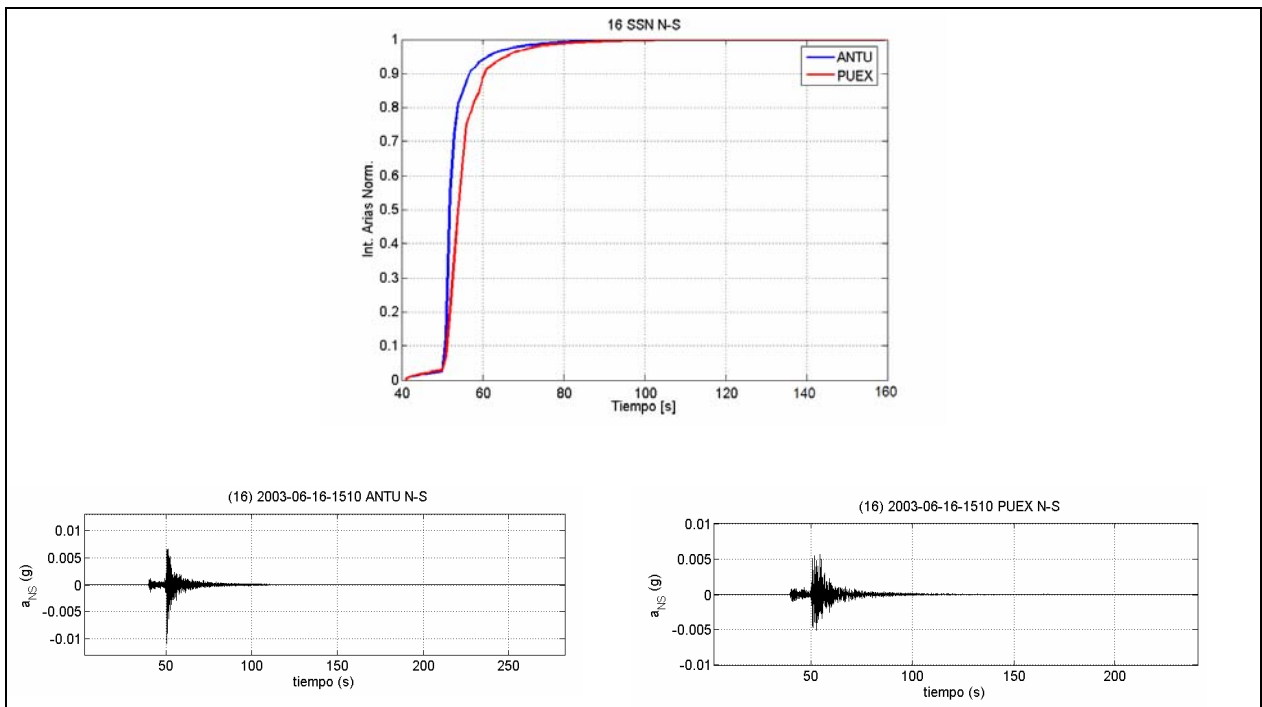 16 SSN N-S
1
0.9
0.8
0.7
0.6
0.5
0.4
0.3
0.2
0.1
0
Int. Arias Norm.
ANTU
PUEX
40 60 80 100 120 140 160
Tiempo [s]
(16) 2003-06-16-1510 ANTU N-S
0.01
0.005
0
-0.005
-0.01
a_NS (g)
50 100 150 200 250
tiempo (s)
(16) 2003-06-16-1510 PUEX N-S
0.01
0.005
0
-0.005
-0.01
a_NS (g)
50 100 150 200
tiempo (s)